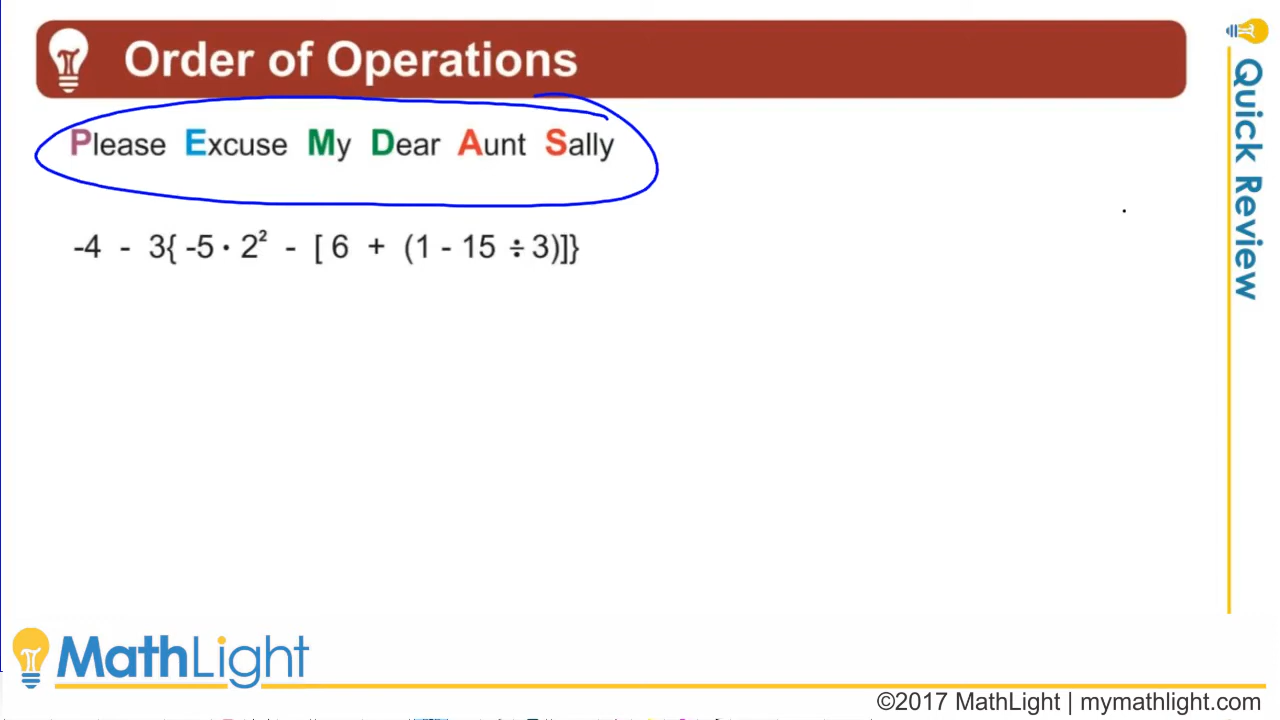 Order of Operations
Please Excuse My Dear Aunt Sally
-4 - 3{ -5 · 2² - [ 6 + (1 - 15 ÷ 3)]}
Quick Review
MathLight
©2017 MathLight | mymathlight.com